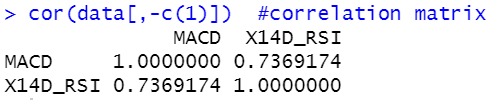 > cor(data[,-c(1)])  #correlation matrix
              MACD  X14D_RSI
MACD     1.0000000 0.7369174
X14D_RSI 0.7369174 1.0000000